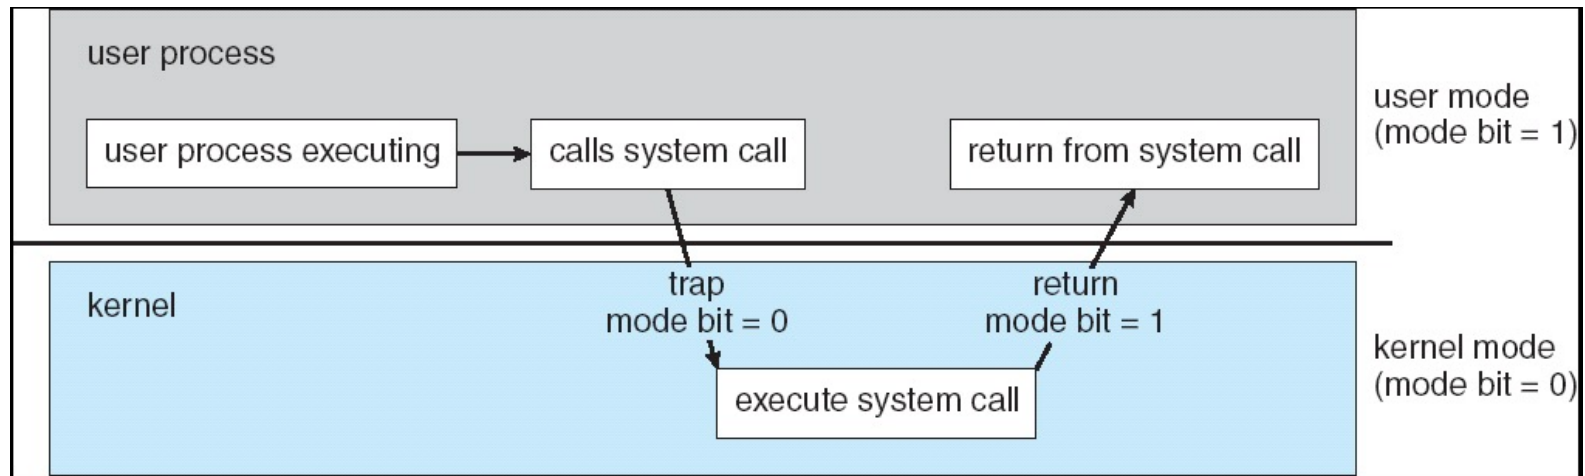 user process
user process executing
calls system call
return from system call
user mode
(mode bit = 1)
kernel
trap
mode bit = 0
return
mode bit = 1
execute system call
kernel mode
(mode bit = 0)